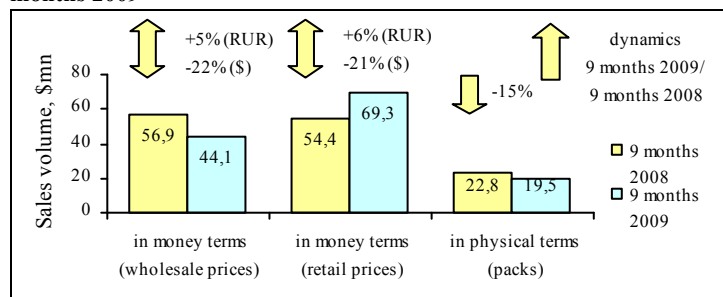 months 2009
+5% (RUR)
-22% ($)
+6% (RUR)
-21% ($)
-15%
dynamics
9 months 2009/
9 months 2008
Sales volume, $mn
80
60
40
20
0
56,9
44,1
54,4
69,3
22,8
19,5
in money terms
(wholesale prices)
in money terms
(retail prices)
in physical terms
(packs)
9 months
2008
9 months
2009